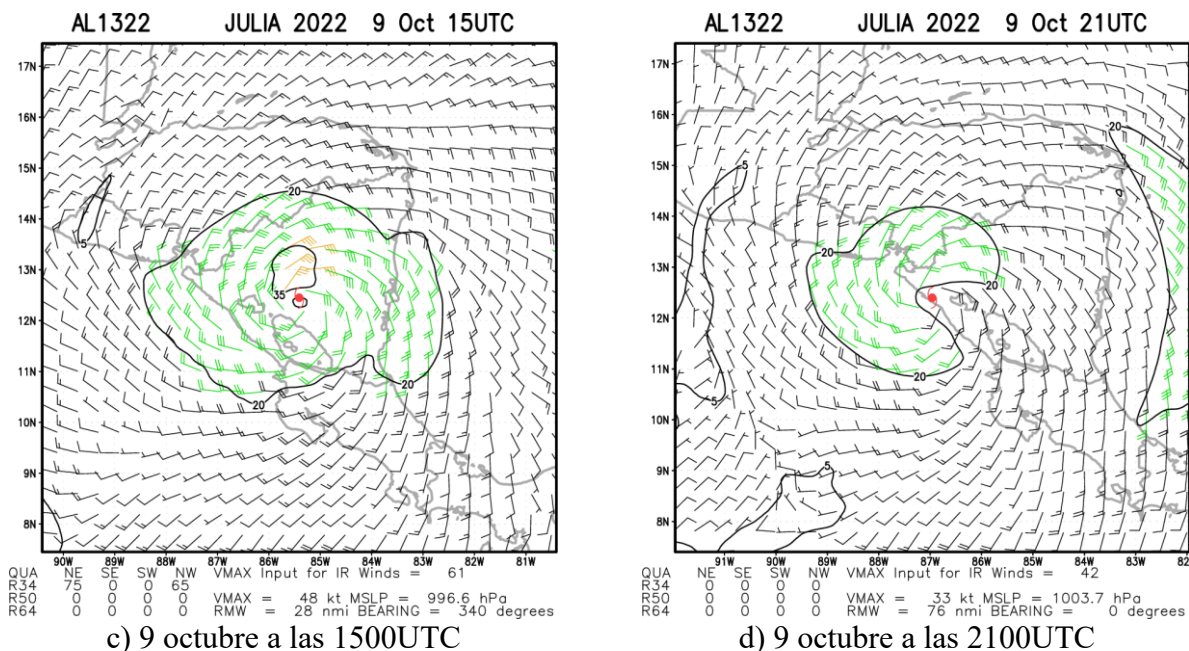 AL1322 JULIA 2022 9 Oct 15UTC
17N
16N
15N
14N
13N
12N
11N
10N
9N
8N
20
5
35
20
20
90W 89W 88W 87W 86W 85W 84W 83W 82W
QUA NE SE SW NW VMAX Input for IR Winds = 61
R34 75 0 0 65
R50 0 0 0 0 VMAX = 48 kt MSLP = 996.6 hPa
R64 0 0 0 0 RMW = 28 nmi BEARING = 340 degrees
c) 9 octubre a las 1500UTC
AL1322 JULIA 2022 9 Oct 21UTC
17N
16N
15N
14N
13N
12N
11N
10N
9N
8N
20
5
20
20
20
5
5
91W 90W 89W 88W 87W 86W 85W 84W 83W 82
QUA NE SE SW NW VMAX Input for IR Winds = 42
R34 0 0 0 0
R50 0 0 0 0 VMAX = 33 kt MSLP = 1003.7 hPa
R64 0 0 0 0 RMW = 76 nmi BEARING = 0 degrees
d) 9 octubre a las 2100UTC